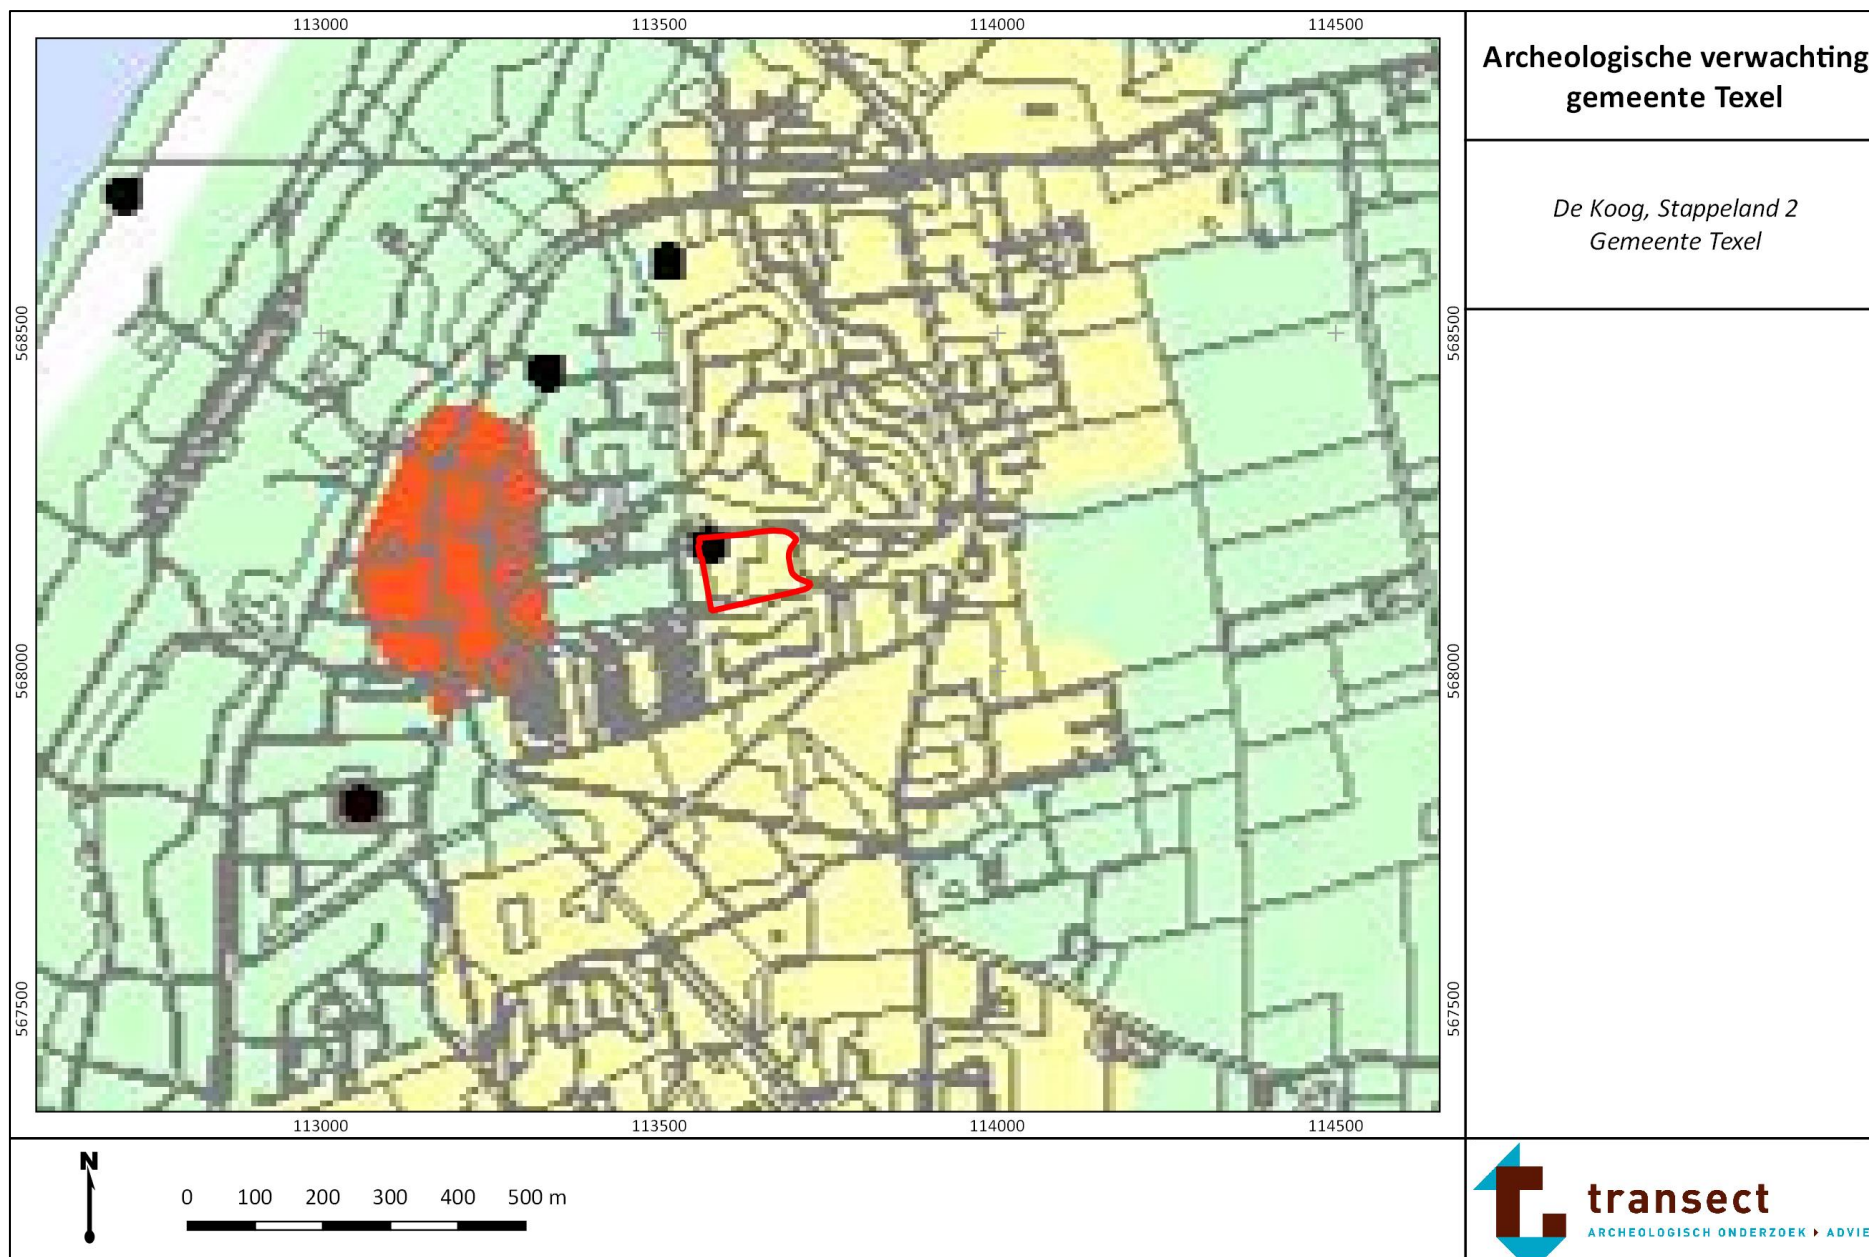 113000 113500 114000 114500
Archeologische verwachting
gemeente Texel
De Koog, Stappeland 2
Gemeente Texel
568500 568500
568000 568000
567500 567500
113000 113500 114000 114500
N
0 100 200 300 400 500 m
transect
ARCHEOLOGISCH ONDERZOEK ADVIE